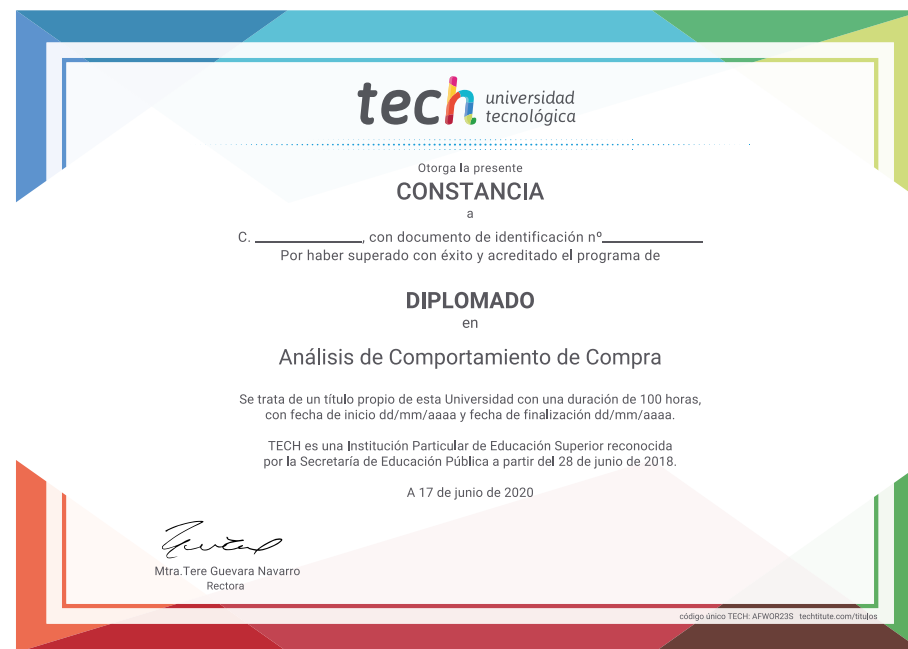 tech universidad
tecnológica
Otorga la presente
CONSTANCIA
a
C. ____________, con documento de identificación nº____________
Por haber superado con éxito y acreditado el programa de
DIPLOMADO
en
Análisis de Comportamiento de Compra
Se trata de un título propio de esta Universidad con una duración de 100 horas,
con fecha de inicio dd/mm/aaaa y fecha de finalización dd/mm/aaaa.
TECH es una Institución Particular de Educación Superior reconocida
por la Secretaría de Educación Pública a partir del 28 de junio de 2018.
A 17 de junio de 2020
Mtra.Tere Guevara Navarro
Rectora
código único TECH: AFWOR23S techtitute.com/titulos